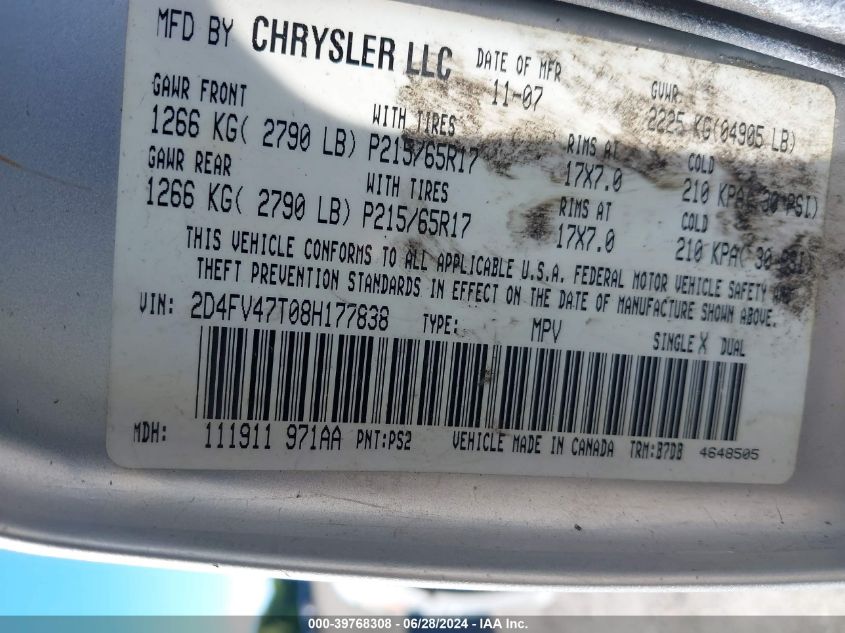 MFD BY CHRYSLER LLC DATE OF MFR GVWR
11-07 2225 KG(04905 LB)
GAWR FRONT WITH TIRES RIMS AT COLD
1266 KG( 2790 LB) P215/65R17 17X7.0 210 KPA( 30 PSI)
GAWR REAR WITH TIRES RIMS AT COLD
1266 KG( 2790 LB) P215/65R17 17X7.0 210 KPA( 30 PSI)
THIS VEHICLE CONFORMS TO ALL APPLICABLE U.S.A. FEDERAL MOTOR VEHICLE SAFETY AND
THEFT PREVENTION STANDARDS IN EFFECT ON THE DATE OF MANUFACTURE SHOWN ABOVE.
VIN: 2D4FV47T08H177838 TYPE: MPV SINGLE X DUAL
MDH: 111911 971AA PNT:PS2 VEHICLE MADE IN CANADA TRM:B7DB 4648505
000-39768308 | 06/28/2024 | IAA Inc.